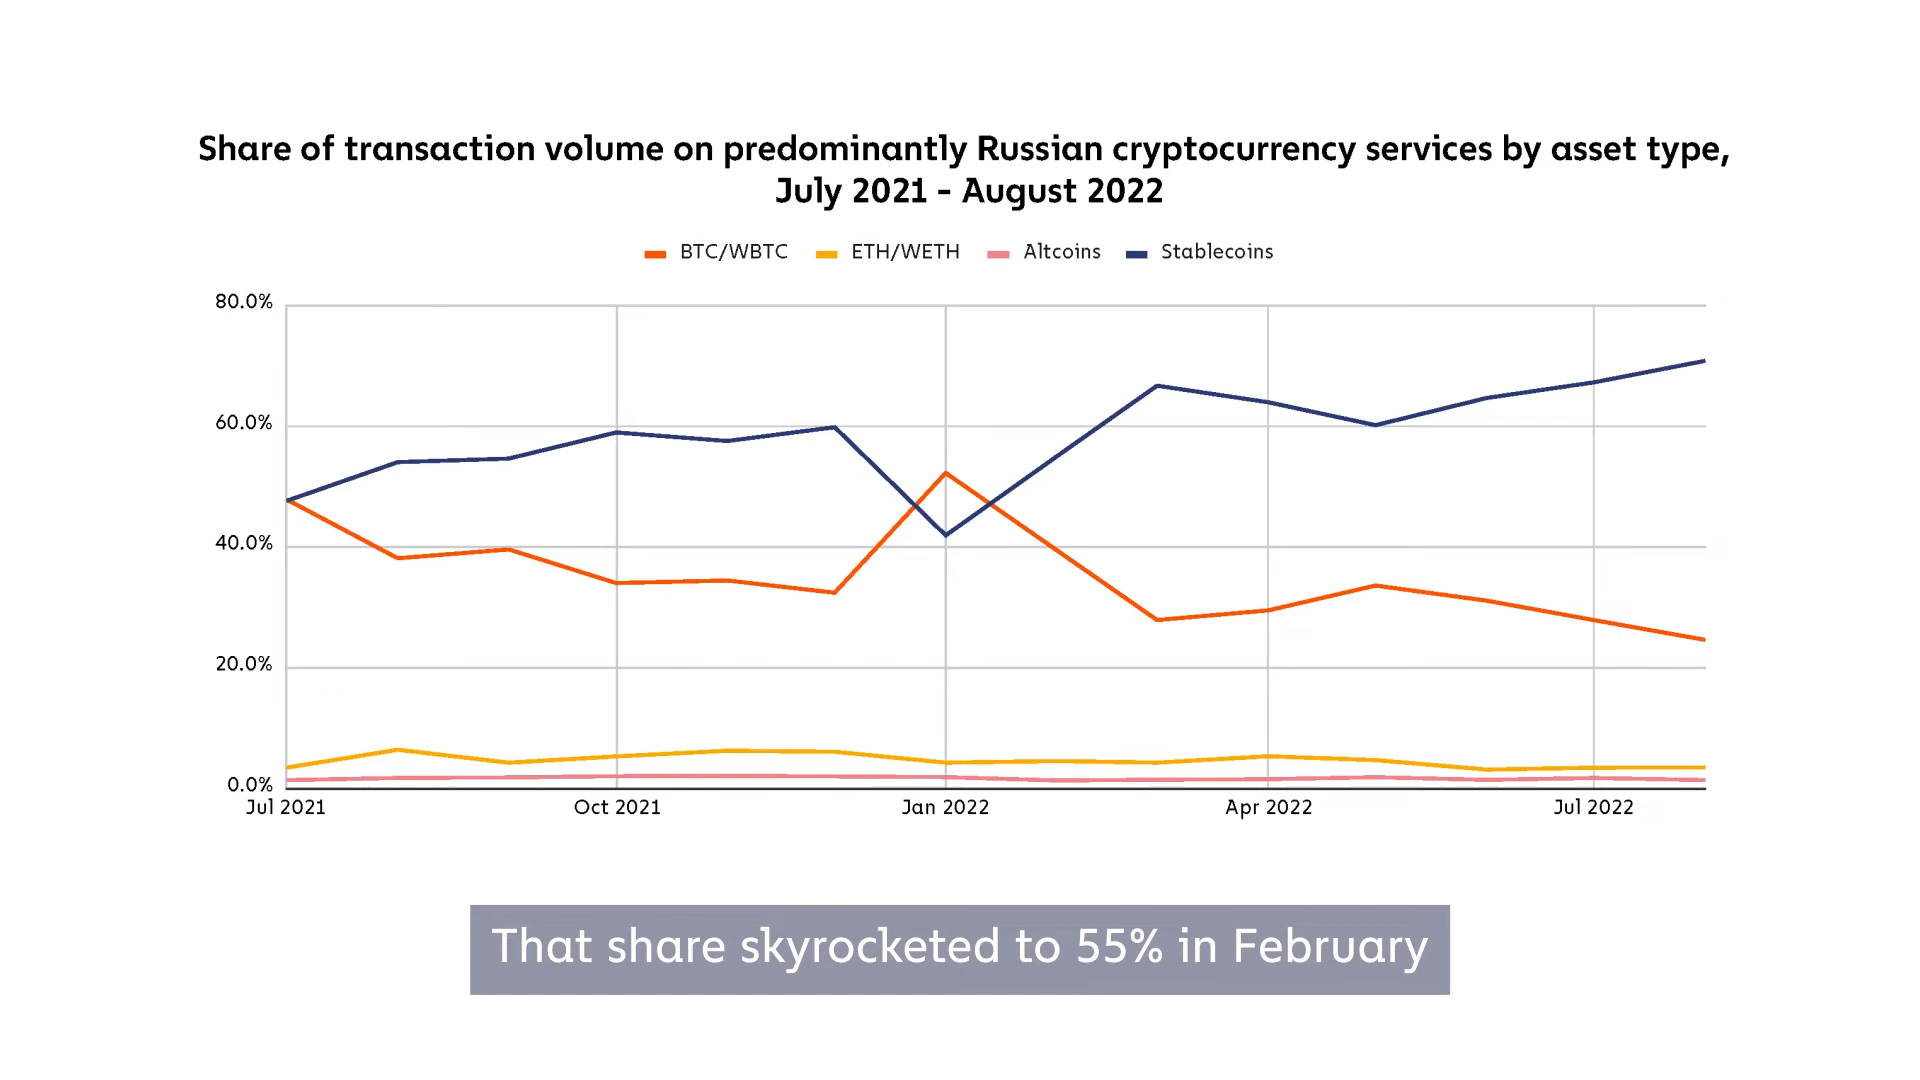 Share of transaction volume on predominantly Russian cryptocurrency services by asset type,
July 2021 - August 2022
BTC/WBTC ETH/WETH Altcoins Stablecoins
80.0%
60.0%
40.0%
20.0%
0.0%
Jul 2021 Oct 2021 Jan 2022 Apr 2022 Jul 2022
That share skyrocketed to 55% in February